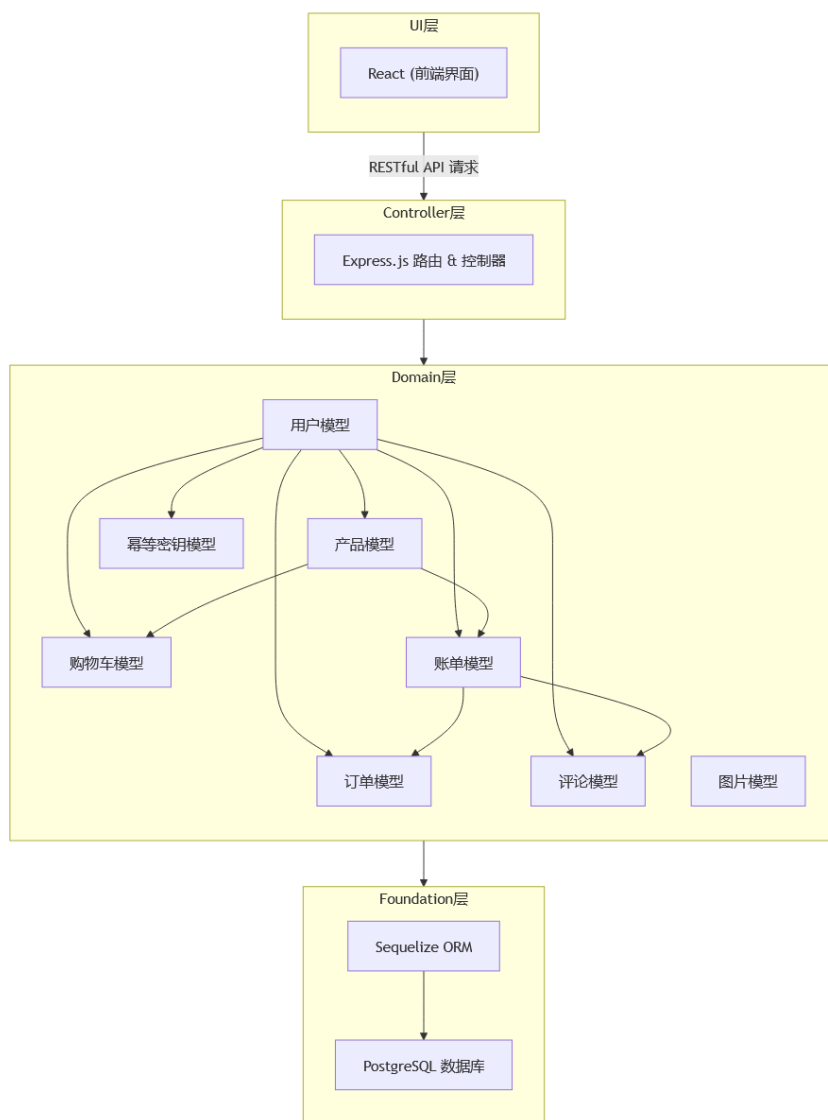 UI层
React (前端界面)
RESTful API 请求
Controller层
Express.js 路由 & 控制器
Domain层
用户模型
幂等密钥模型
产品模型
购物车模型
账单模型
订单模型
评论模型
图片模型
Foundation层
Sequelize ORM
PostgreSQL 数据库